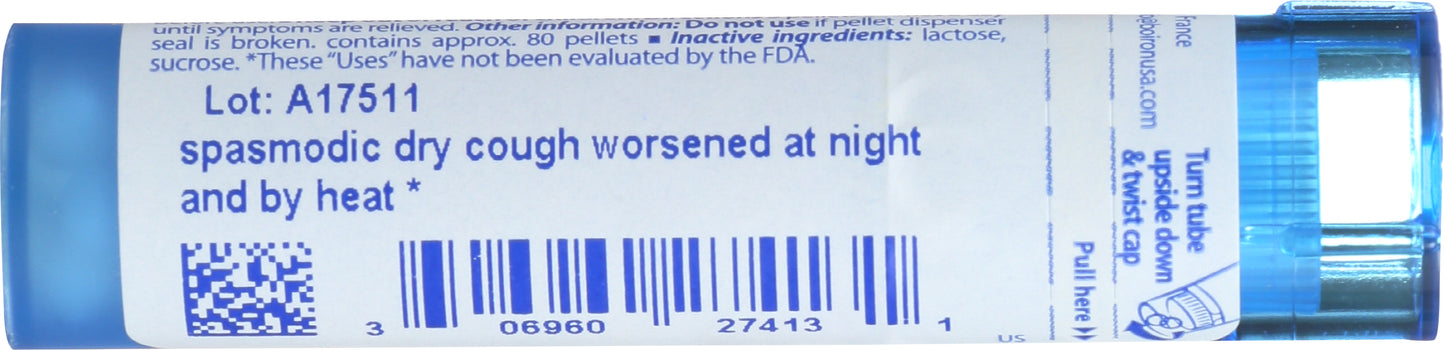 until symptoms are relieved. Other information: Do not use if pellet dispenser
seal is broken. contains approx. 80 pellets ■ Inactive ingredients: lactose,
sucrose. *These “Uses” have not been evaluated by the FDA.
Lot: A17511
spasmodic dry cough worsened at night
and by heat *
3 06960 27413 1
US
France
@boironusa.com
Turn tube
upside down
& twist cap
Pull here